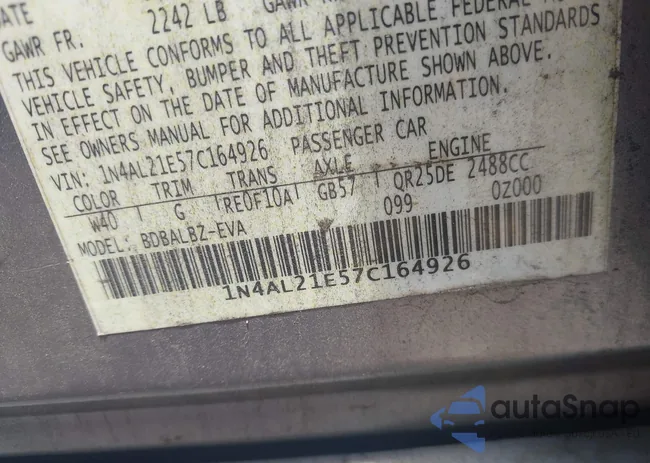 ATE
2242 LB GAWR
GAWR FR.
THIS VEHICLE CONFORMS TO ALL APPLICABLE FEDERAL
VEHICLE SAFETY, BUMPER AND THEFT PREVENTION STANDARDS
IN EFFECT ON THE DATE OF MANUFACTURE SHOWN ABOVE.
SEE OWNERS MANUAL FOR ADDITIONAL INFORMATION.
VIN: 1N4AL21E57C164926 PASSENGER CAR
COLOR TRIM TRANS AXLE ENGINE
W40 G RE0F10A GB57 QR25DE 2488CC
MODEL: BDBALBZ-EVA 099 0Z000
1N4AL21E57C164926
autoSnap